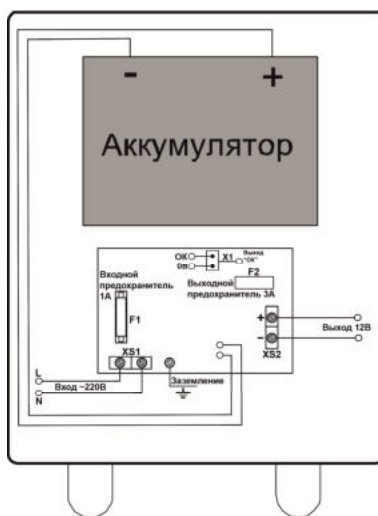 - +
Аккумулятор
ОК
0в
X1
Выход
"ОК"
Входной
предохранитель
1А
F1
F2
Выходной
предохранитель 3А
+
-
Выход 12В
XS2
XS1
L
Вход ~220В
N
Заземление